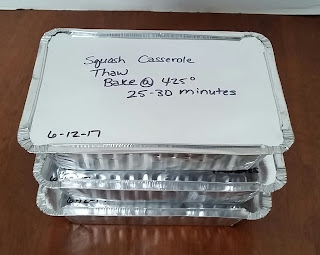 Squash Casserole
Thaw
Bake @ 425°
25-30 minutes
6-12-17